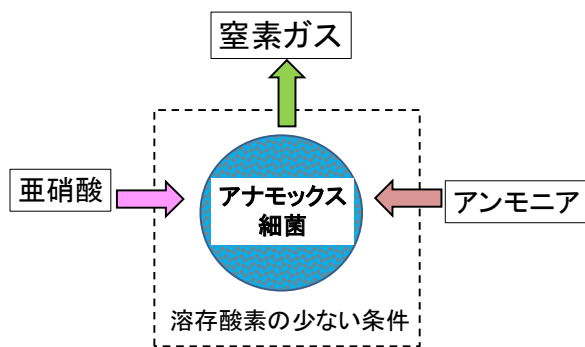 窒素ガス
亜硝酸
アナモックス
細菌
アンモニア
溶存酸素の少ない条件